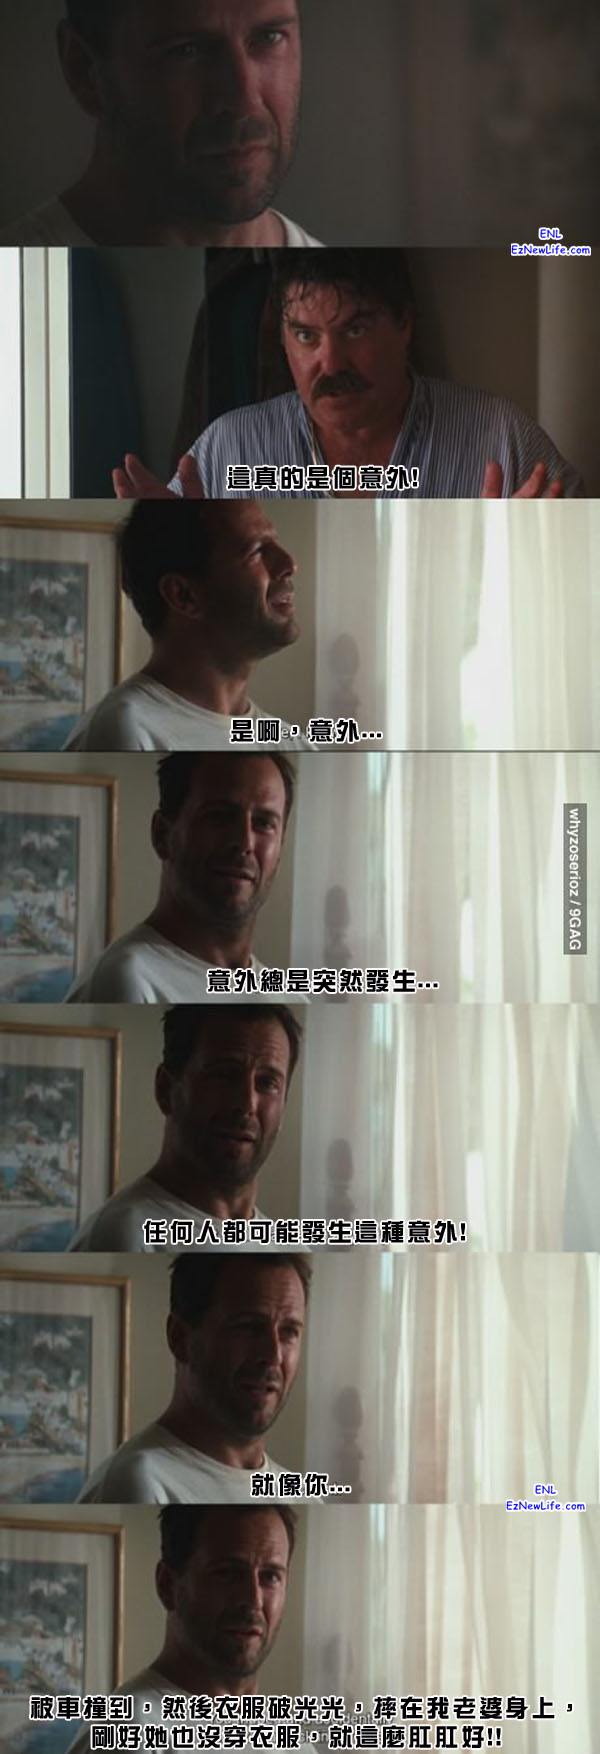 ENL
EzNewLife.com
這真的是個意外!
是啊,意外...
whyzoserioz / 9GAG
意外總是突然發生...
任何人都可能發生這種意外!
就像你...
ENL
EzNewLife.com
被車撞到,然後衣服破光光,摔在我老婆身上,
剛好她也沒穿衣服,就這麼肛肛好!!